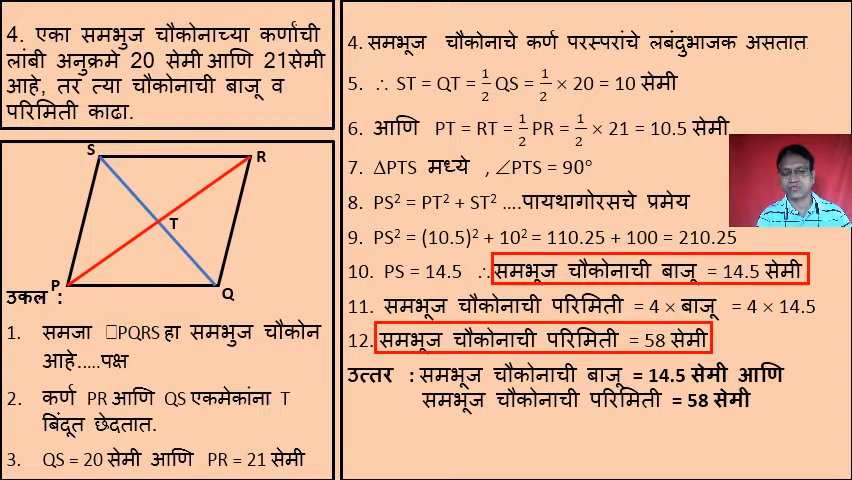 4. एका समभुज चौकोनाच्या कर्णांची
लांबी अनुक्रमे 20 सेमी आणि 21सेमी
आहे, तर त्या चौकोनाची बाजू व
परिमिती काढा.
S
R
T
P
Q
उकल :
1. समजा □PQRS हा समभुज चौकोन
आहे.....पक्ष
2. कर्ण PR आणि QS एकमेकांना T
बिंदूत छेदतात.
3. QS = 20 सेमी आणि PR = 21 सेमी
4. समभूज चौकोनाचे कर्ण परस्परांचे लबंदुभाजक असतात
5. ∴ ST = QT = 1/2 QS = 1/2 × 20 = 10 सेमी
6. आणि PT = RT = 1/2 PR = 1/2 × 21 = 10.5 सेमी
7. ΔPTS मध्ये , ∠PTS = 90°
8. PS² = PT² + ST² ....पायथागोरसचे प्रमेय
9. PS² = (10.5)² + 10² = 110.25 + 100 = 210.25
10. PS = 14.5 ∴ समभूज चौकोनाची बाजू = 14.5 सेमी
11. समभूज चौकोनाची परिमिती = 4 × बाजू = 4 × 14.5
12. समभूज चौकोनाची परिमिती = 58 सेमी
उत्तर : समभूज चौकोनाची बाजू = 14.5 सेमी आणि
समभूज चौकोनाची परिमिती = 58 सेमी